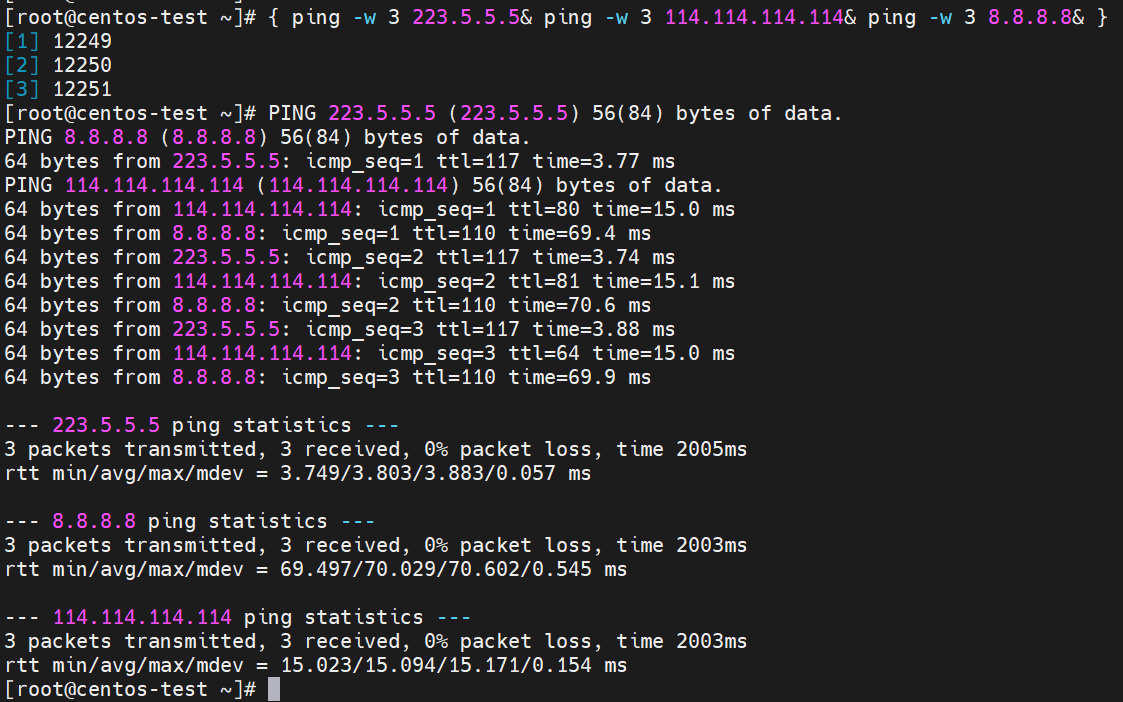 [root@centos-test ~]# { ping -w 3 223.5.5.5& ping -w 3 114.114.114.114& ping -w 3 8.8.8.8& }
[1] 12249
[2] 12250
[3] 12251
[root@centos-test ~]# PING 223.5.5.5 (223.5.5.5) 56(84) bytes of data.
PING 8.8.8.8 (8.8.8.8) 56(84) bytes of data.
64 bytes from 223.5.5.5: icmp_seq=1 ttl=117 time=3.77 ms
PING 114.114.114.114 (114.114.114.114) 56(84) bytes of data.
64 bytes from 114.114.114.114: icmp_seq=1 ttl=80 time=15.0 ms
64 bytes from 8.8.8.8: icmp_seq=1 ttl=110 time=69.4 ms
64 bytes from 223.5.5.5: icmp_seq=2 ttl=117 time=3.74 ms
64 bytes from 114.114.114.114: icmp_seq=2 ttl=81 time=15.1 ms
64 bytes from 8.8.8.8: icmp_seq=2 ttl=110 time=70.6 ms
64 bytes from 223.5.5.5: icmp_seq=3 ttl=117 time=3.88 ms
64 bytes from 114.114.114.114: icmp_seq=3 ttl=64 time=15.0 ms
64 bytes from 8.8.8.8: icmp_seq=3 ttl=110 time=69.9 ms

--- 223.5.5.5 ping statistics ---
3 packets transmitted, 3 received, 0% packet loss, time 2005ms
rtt min/avg/max/mdev = 3.749/3.803/3.883/0.057 ms

--- 8.8.8.8 ping statistics ---
3 packets transmitted, 3 received, 0% packet loss, time 2003ms
rtt min/avg/max/mdev = 69.497/70.029/70.602/0.545 ms

--- 114.114.114.114 ping statistics ---
3 packets transmitted, 3 received, 0% packet loss, time 2003ms
rtt min/avg/max/mdev = 15.023/15.094/15.171/0.154 ms
[root@centos-test ~]#